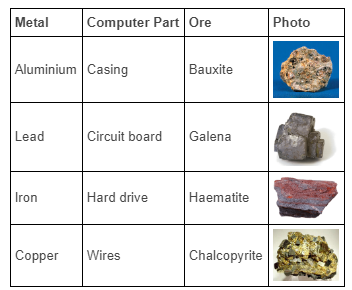 Metal Computer Part Ore Photo
Aluminium Casing Bauxite
Lead Circuit board Galena
Iron Hard drive Haematite
Copper Wires Chalcopyrite